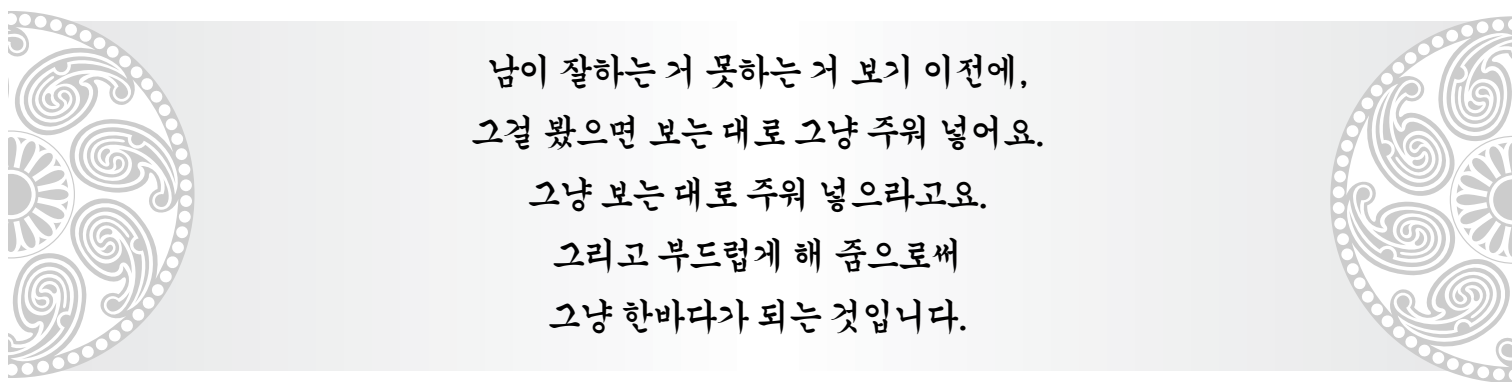 남이 잘하는 거 못하는 거 보기 이전에,
그걸 봤으면 보는 대로 그냥 주워 넣어요.
그냥 보는 대로 주워 넣으라고요.
그리고 부드럽게 해 줌으로써
그냥 한바다가 되는 것입니다.